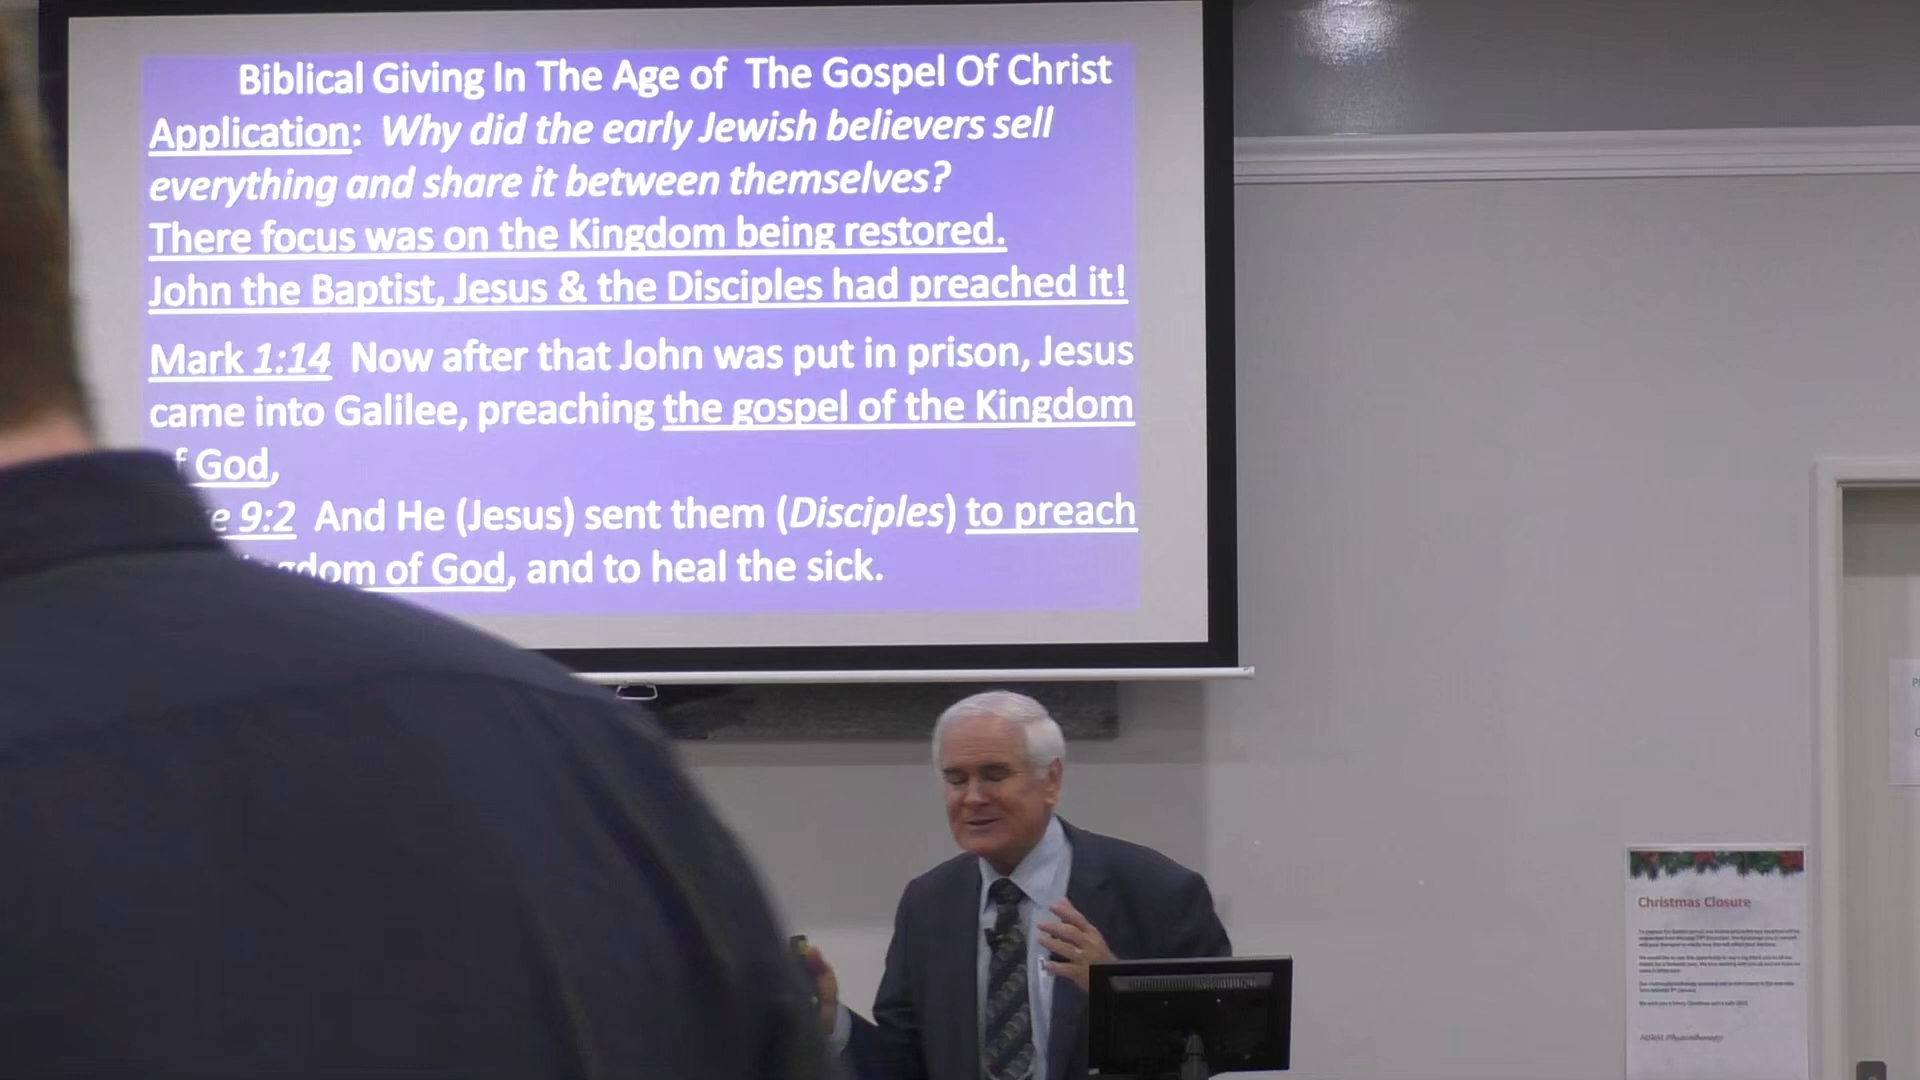 Biblical Giving In The Age of The Gospel Of Christ
Application: Why did the early Jewish believers sell
everything and share it between themselves?
There focus was on the Kingdom being restored.
John the Baptist, Jesus & the Disciples had preached it!
Mark 1:14 Now after that John was put in prison, Jesus
came into Galilee, preaching the gospel of the Kingdom
f God,
e 9:2 And He (Jesus) sent them (Disciples) to preach
gdom of God, and to heal the sick.
Christmas Closure